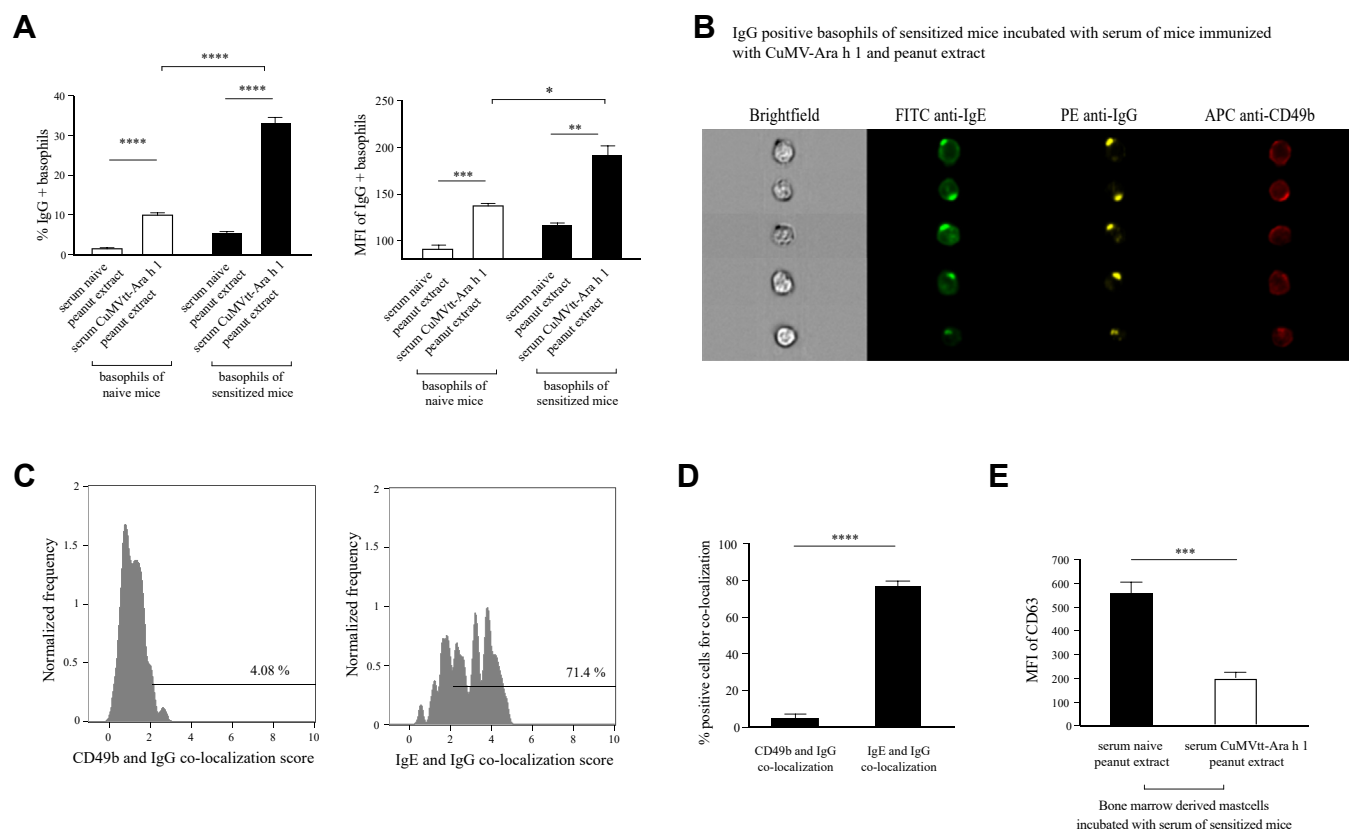 A
****
****
****
% IgG + basophils
40
30
20
10
0
serum naive
peanut extract
serum CuMVtt-Ara h 1
peanut extract
serum naive
peanut extract
serum CuMVtt-Ara h 1
peanut extract
basophils of
naive mice
basophils of
sensitized mice
*
**
***
MFI of IgG + basophils
250
200
150
100
serum naive
peanut extract
serum CuMVtt-Ara h 1
peanut extract
serum naive
peanut extract
serum CuMVtt-Ara h 1
peanut extract
basophils of
naive mice
basophils of
sensitized mice
B
IgG positive basophils of sensitized mice incubated with serum of mice immunized
with CuMV-Ara h 1 and peanut extract
Brightfield FITC anti-IgE PE anti-IgG APC anti-CD49b
C
Normalized frequency
2
1.5
1
0.5
0
4.08 %
0 2 4 6 8 10
CD49b and IgG co-localization score
Normalized frequency
2
1.5
1
0.5
0
71.4 %
0 2 4 6 8 10
IgE and IgG co-localization score
D
% positive cells for co-localization
100
80
60
40
20
0
****
CD49b and IgG
co-localization
IgE and IgG
co-localization
E
MFI of CD63
700
600
500
400
300
200
100
0
***
serum naive
peanut extract
serum CuMVtt-Ara h 1
peanut extract
Bone marrow derived mastcells
incubated with serum of sensitized mice